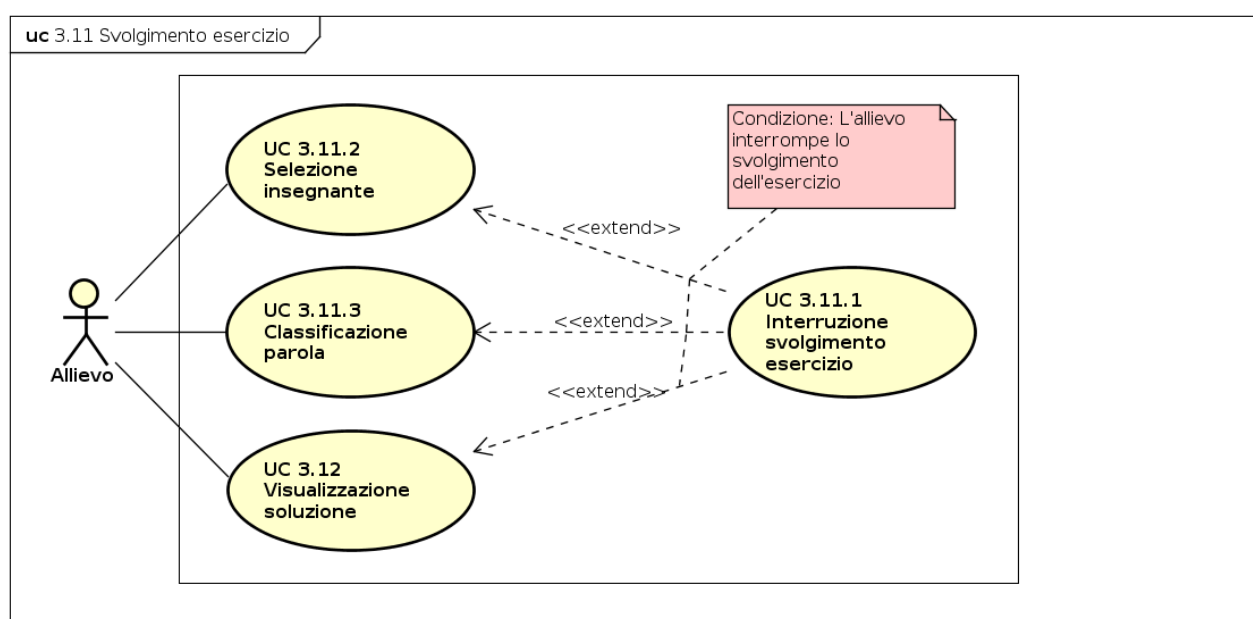 uc 3.11 Svolgimento esercizio
UC 3.11.2
Selezione
insegnante
Condizione: L'allievo
interrompe lo
svolgimento
dell'esercizio
<<extend>>
UC 3.11.3
Classificazione
parola
<<extend>>
UC 3.11.1
Interruzione
svolgimento
esercizio
Allievo
<<extend>>
UC 3.12
Visualizzazione
soluzione